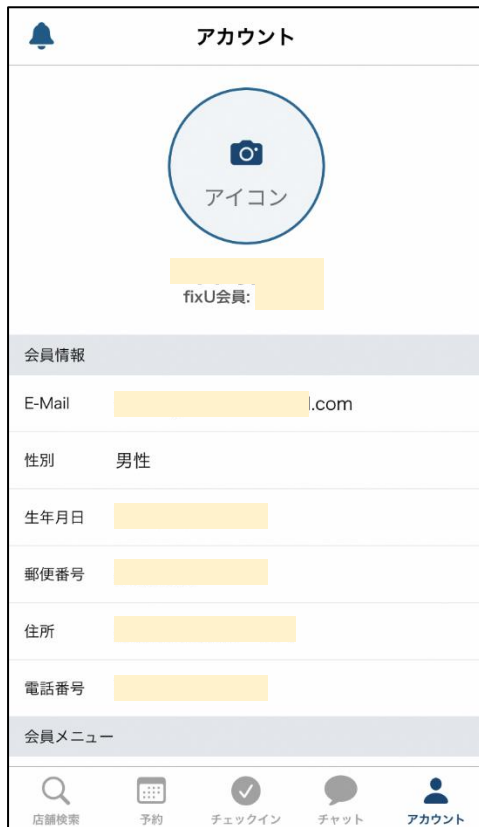 アカウント
アイコン
fixU会員:
会員情報
E-Mail .com
性別 男性
生年月日
郵便番号
住所
電話番号
会員メニュー
店舗検索 予約 チェックイン チャット アカウント